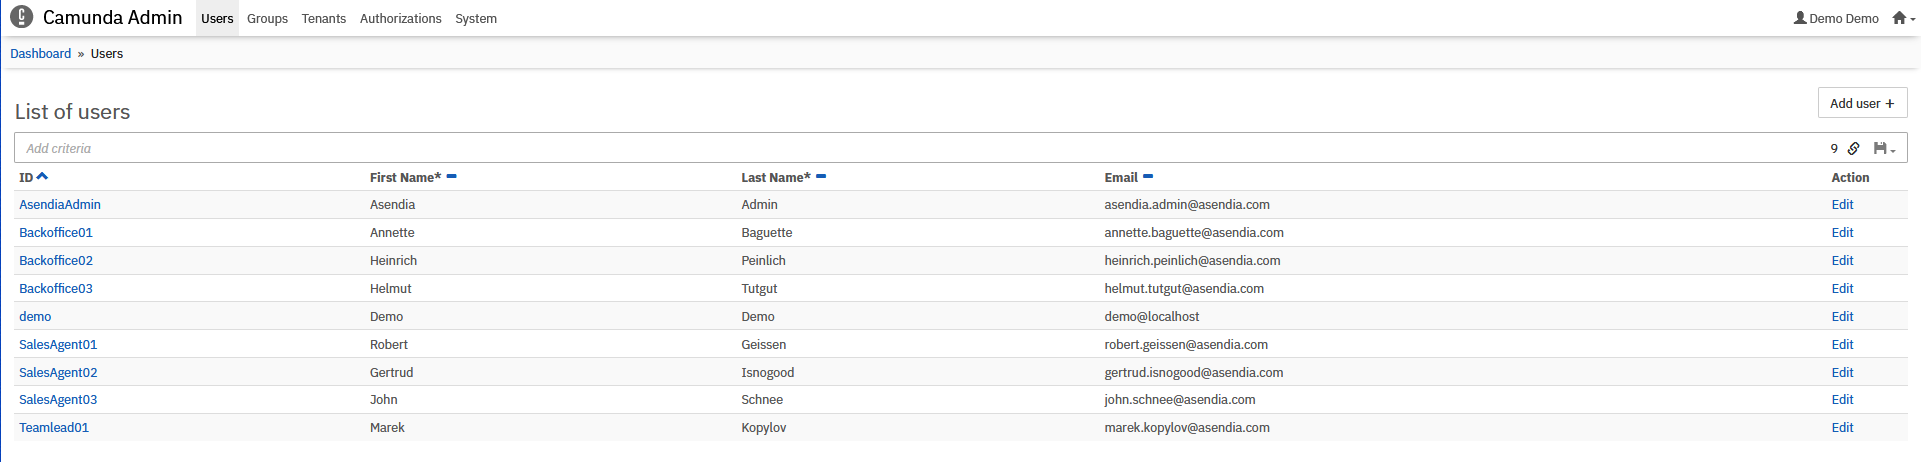 Camunda Admin Users Groups Tenants Authorizations System Demo Demo
Dashboard » Users
List of users Add user +
Add criteria 9
ID First Name* Last Name* Email Action
AsendiaAdmin Asendia Admin asendia.admin@asendia.com Edit
Backoffice01 Annette Baguette annette.baguette@asendia.com Edit
Backoffice02 Heinrich Peinlich heinrich.peinlich@asendia.com Edit
Backoffice03 Helmut Tutgut helmut.tutgut@asendia.com Edit
demo Demo Demo demo@localhost Edit
SalesAgent01 Robert Geissen robert.geissen@asendia.com Edit
SalesAgent02 Gertrud Isnogood gertrud.isnogood@asendia.com Edit
SalesAgent03 John Schnee john.schnee@asendia.com Edit
Teamlead01 Marek Kopylov marek.kopylov@asendia.com Edit